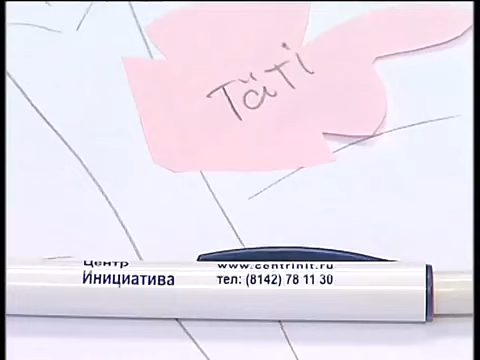 Täti
Центр
Инициатива
www.centrinit.ru
тел: (8142) 78 11 30